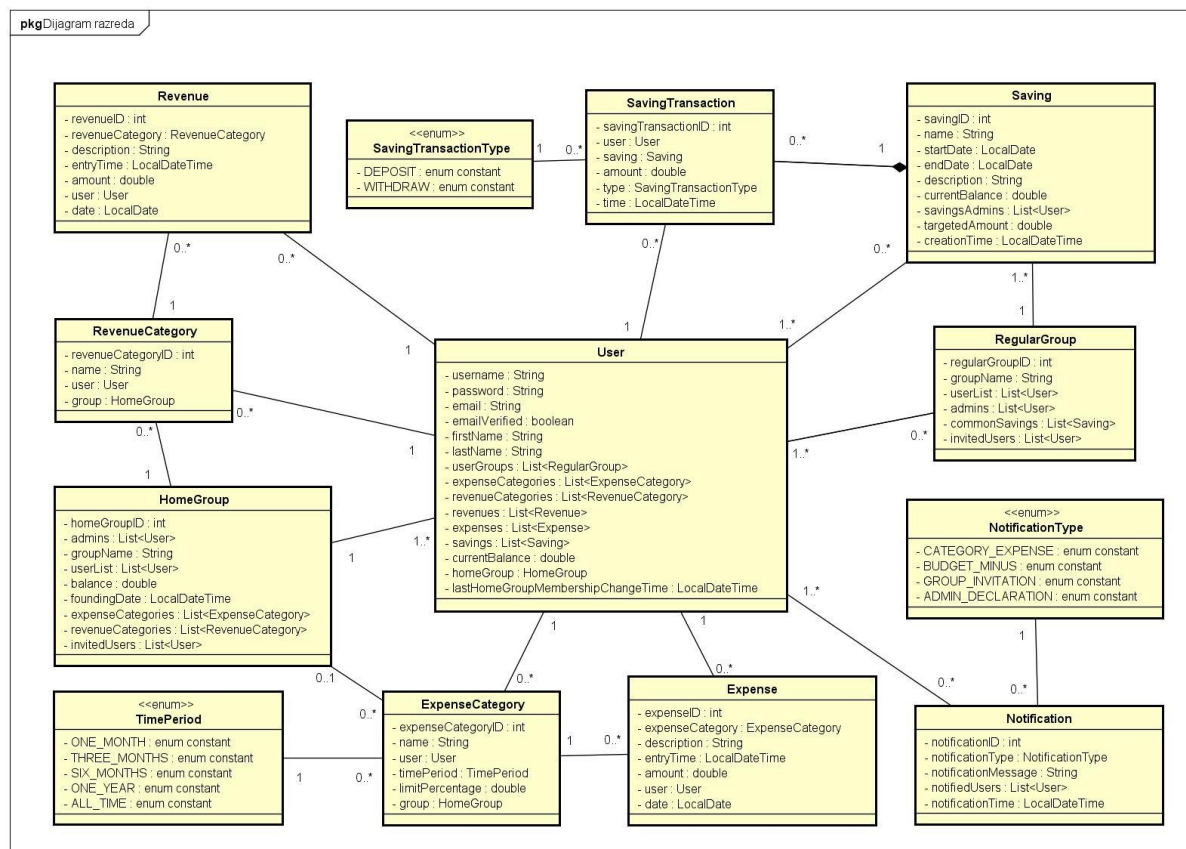 pkg Dijagram razreda
Revenue
- revenueID : int
- revenueCategory : RevenueCategory
- description : String
- entryTime : LocalDateTime
- amount : double
- user : User
- date : LocalDate
<<enum>>
SavingTransactionType
- DEPOSIT : enum constant
- WITHDRAW : enum constant
1
0..*
SavingTransaction
- savingTransactionID : int
- user : User
- saving : Saving
- amount : double
- type : SavingTransactionType
- time : LocalDateTime
0..*
1
Saving
- savingID : int
- name : String
- startDate : LocalDate
- endDate : LocalDate
- description : String
- currentBalance : double
- savingsAdmins : List<User>
- targetedAmount : double
- creationTime : LocalDateTime
0..*
0..*
0..*
0..*
1..*
1
1
1
1..*
1
RevenueCategory
- revenueCategoryID : int
- name : String
- user : User
- group : HomeGroup
0..*
0..*
1
1
User
- username : String
- password : String
- email : String
- emailVerified : boolean
- firstName : String
- lastName : String
- userGroups : List<RegularGroup>
- expenseCategories : List<ExpenseCategory>
- revenueCategories : List<RevenueCategory>
- revenues : List<Revenue>
- expenses : List<Expense>
- savings : List<Saving>
- currentBalance : double
- homeGroup : HomeGroup
- lastHomeGroupMembershipChangeTime : LocalDateTime
RegularGroup
- regularGroupID : int
- groupName : String
- userList : List<User>
- admins : List<User>
- commonSavings : List<Saving>
- invitedUsers : List<User>
0..*
1..*
HomeGroup
- homeGroupID : int
- admins : List<User>
- groupName : String
- userList : List<User>
- balance : double
- foundingDate : LocalDateTime
- expenseCategories : List<ExpenseCategory>
- revenueCategories : List<RevenueCategory>
- invitedUsers : List<User>
1
1..*
<<enum>>
NotificationType
- CATEGORY_EXPENSE : enum constant
- BUDGET_MINUS : enum constant
- GROUP_INVITATION : enum constant
- ADMIN_DECLARATION : enum constant
1..*
1
1
1
0..1
0..*
0..*
0..*
0..*
0..*
<<enum>>
TimePeriod
- ONE_MONTH : enum constant
- THREE_MONTHS : enum constant
- SIX_MONTHS : enum constant
- ONE_YEAR : enum constant
- ALL_TIME : enum constant
1
0..*
ExpenseCategory
- expenseCategoryID : int
- name : String
- user : User
- timePeriod : TimePeriod
- limitPercentage : double
- group : HomeGroup
1
0..*
Expense
- expenseID : int
- expenseCategory : ExpenseCategory
- description : String
- entryTime : LocalDateTime
- amount : double
- user : User
- date : LocalDate
Notification
- notificationID : int
- notificationType : NotificationType
- notificationMessage : String
- notifiedUsers : List<User>
- notificationTime : LocalDateTime